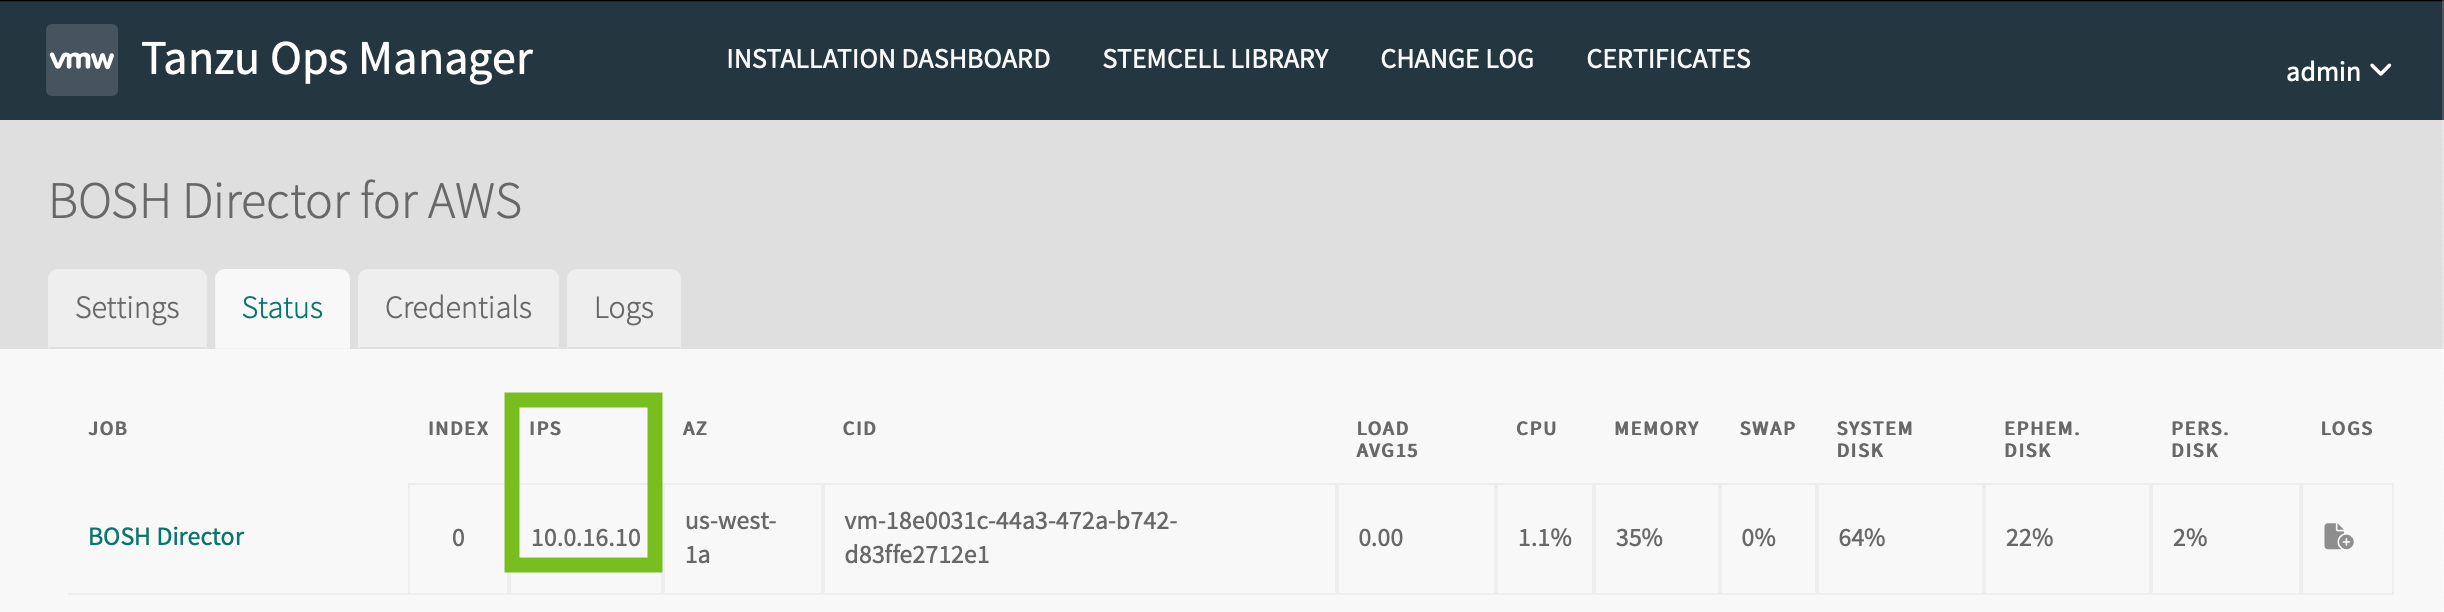 vmw Tanzu Ops Manager INSTALLATION DASHBOARD STEMCELL LIBRARY CHANGE LOG CERTIFICATES admin
BOSH Director for AWS
Settings Status Credentials Logs
JOB INDEX IPS AZ CID LOAD AVG15 CPU MEMORY SWAP SYSTEM DISK EPHEM. DISK PERS. DISK LOGS
BOSH Director 0 10.0.16.10 us-west-1a vm-18e0031c-44a3-472a-b742-d83ffe2712e1 0.00 1.1% 35% 0% 64% 22% 2%